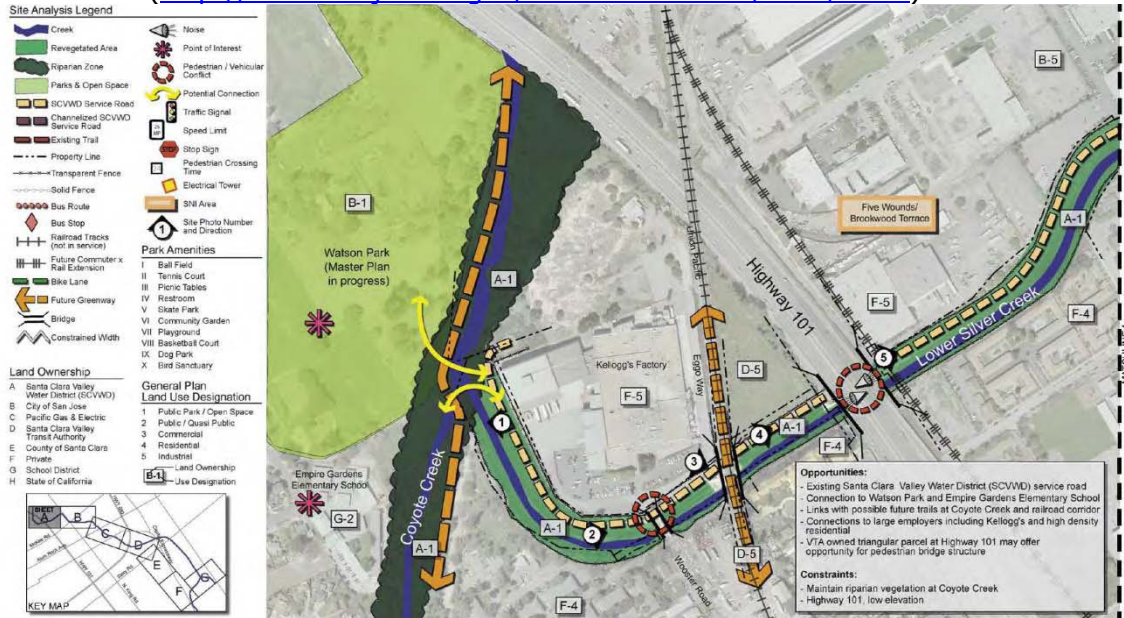 Site Analysis Legend
Creek
Revegetated Area
Riparian Zone
Parks & Open Space
SCVWD Service Road
Channelized SCVWD
Service Road
Existing Trail
Property Line
Transparent Fence
Solid Fence
Bus Route
Bus Stop
Railroad Tracks
(not in service)
Future Commuter x
Rail Extension
Bike Lane
Future Greenway
Bridge
Constrained Width
Noise
Point of Interest
Pedestrian / Vehicular
Conflict
Potential Connection
Traffic Signal
Speed Limit
STOP
Stop Sign
Pedestrian Crossing
Time
Electrical Tower
SNI Area
1
Site Photo Number
and Direction
Park Amenities
I Ball Field
II Tennis Court
III Picnic Tables
IV Restroom
V Skate Park
VI Community Garden
VII Playground
VIII Basketball Court
IX Dog Park
X Bird Sanctuary
Land Ownership
A Santa Clara Valley
Water District (SCVWD)
B City of San Jose
C Pacific Gas & Electric
D Santa Clara Valley
Transit Authority
E County of Santa Clara
F Private
G School District
H State of California
General Plan
Land Use Designation
1 Public Park / Open Space
2 Public / Quasi Public
3 Commercial
4 Residential
5 Industrial
Land Ownership
B-1
Use Designation
A
B
C
D
E
F
G
KEY MAP
B-1
Watson Park
(Master Plan
in progress)
A-1
B-5
Five Wounds/
Brookwood Terrace
A-1
Union Pacific
Highway 101
F-5
Lower Silver Creek
F-4
Kellogg's Factory
F-5
Eggo Way
D-5
5
1
4
A-1
F-4
3
Empire Gardens
Elementary School
G-2
Coyote Creek
A-1
A-1
2
Wooster Road
D-5
F-4
Opportunities:
- Existing Santa Clara Valley Water District (SCVWD) service road
- Connection to Watson Park and Empire Gardens Elementary School
- Links with possible future trails at Coyote Creek and railroad corridor
- Connections to large employers including Kellogg's and high density
residential
- VTA owned triangular parcel at Highway 101 may offer
opportunity for pedestrian bridge structure
Constraints:
- Maintain riparian vegetation at Coyote Creek
- Highway 101, low elevation